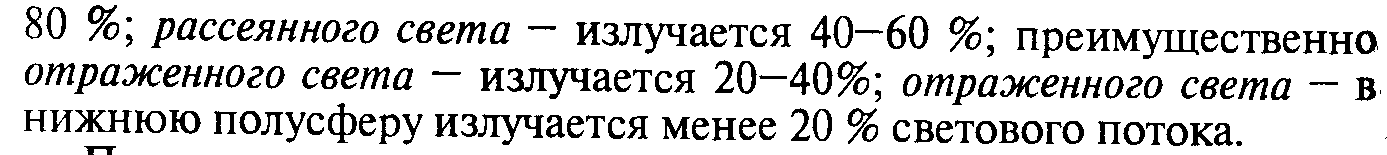 80 %; рассеянного света — излучается 40—60 %; преимущественно
отраженного света — излучается 20—40%; отраженного света — в
нижнюю полусферу излучается менее 20 % светового потока.